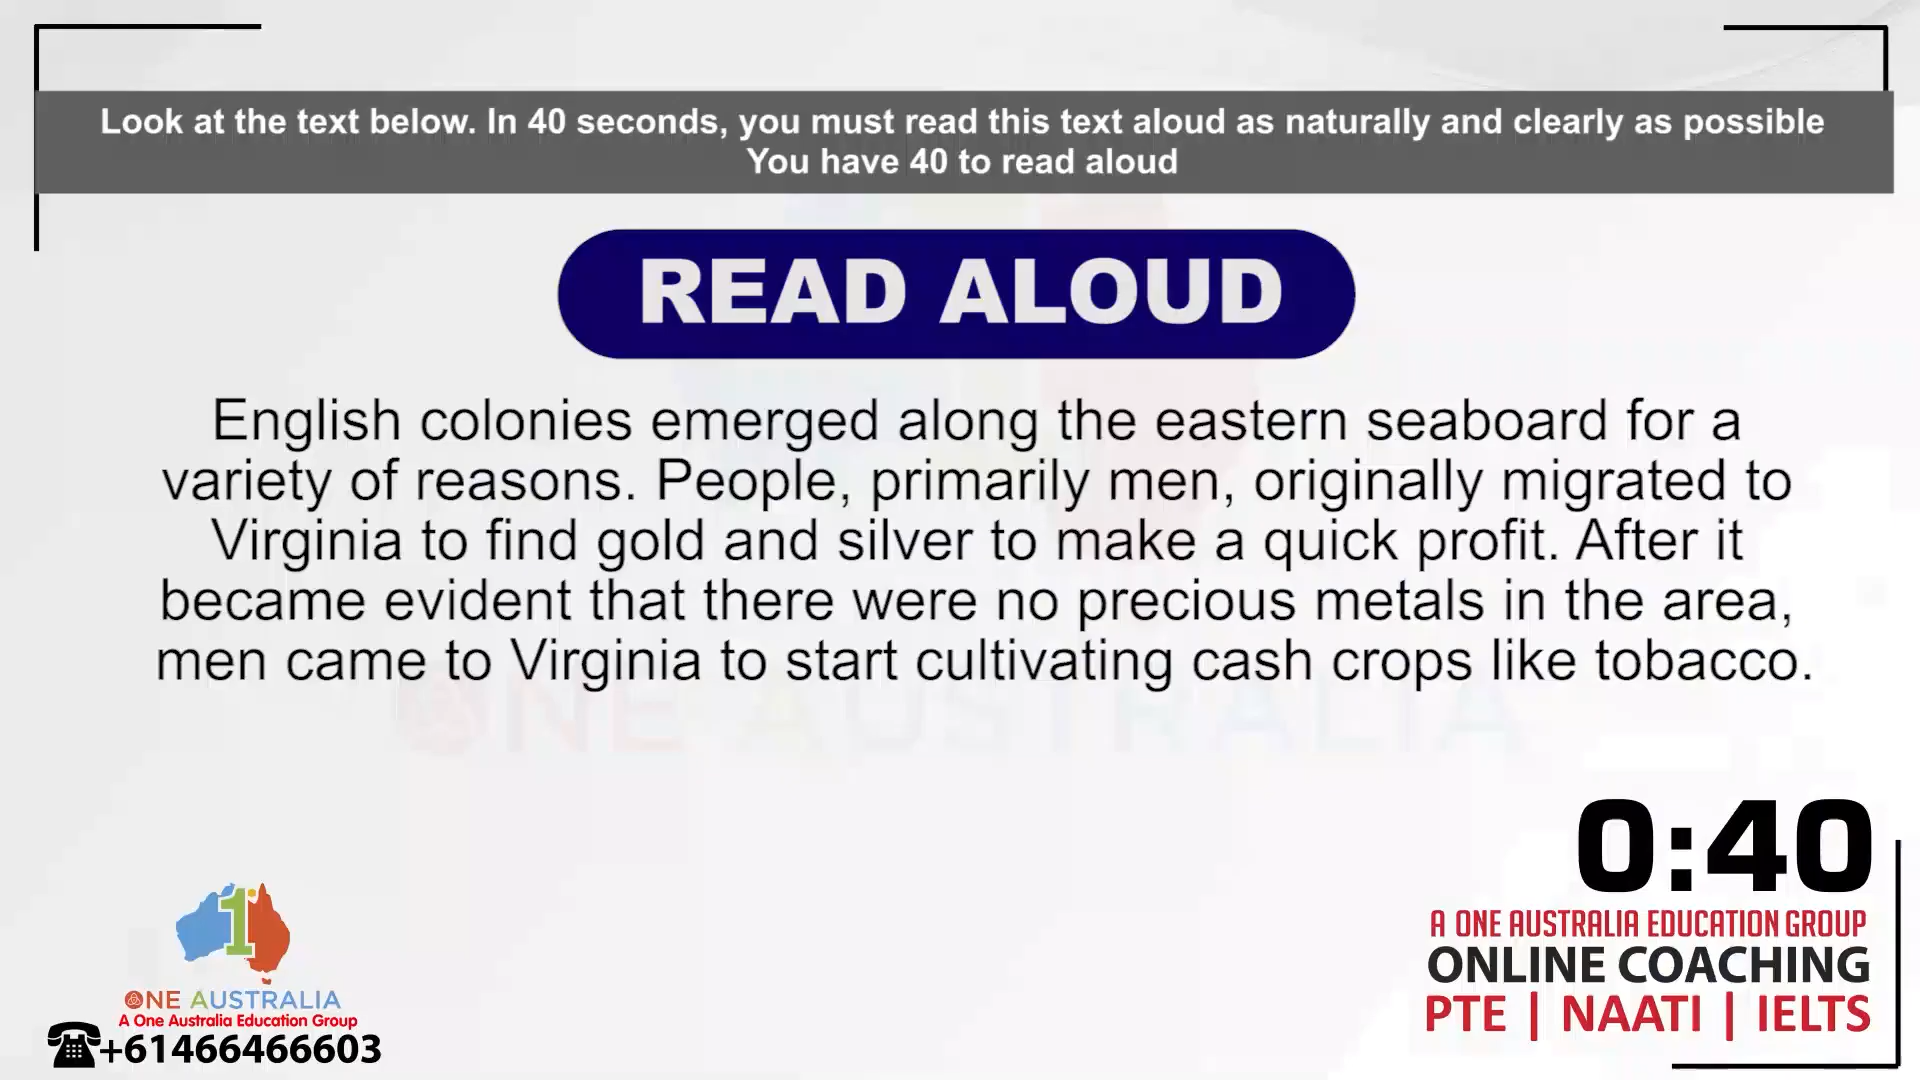 Look at the text below. In 40 seconds, you must read this text aloud as naturally and clearly as possible
You have 40 to read aloud
READ ALOUD
English colonies emerged along the eastern seaboard for a
variety of reasons. People, primarily men, originally migrated to
Virginia to find gold and silver to make a quick profit. After it
became evident that there were no precious metals in the area,
men came to Virginia to start cultivating cash crops like tobacco.
ONE AUSTRALIA
0:40
A ONE AUSTRALIA EDUCATION GROUP
ONLINE COACHING
PTE | NAATI | IELTS
1
ONE AUSTRALIA
A One Australia Education Group
+61466466603